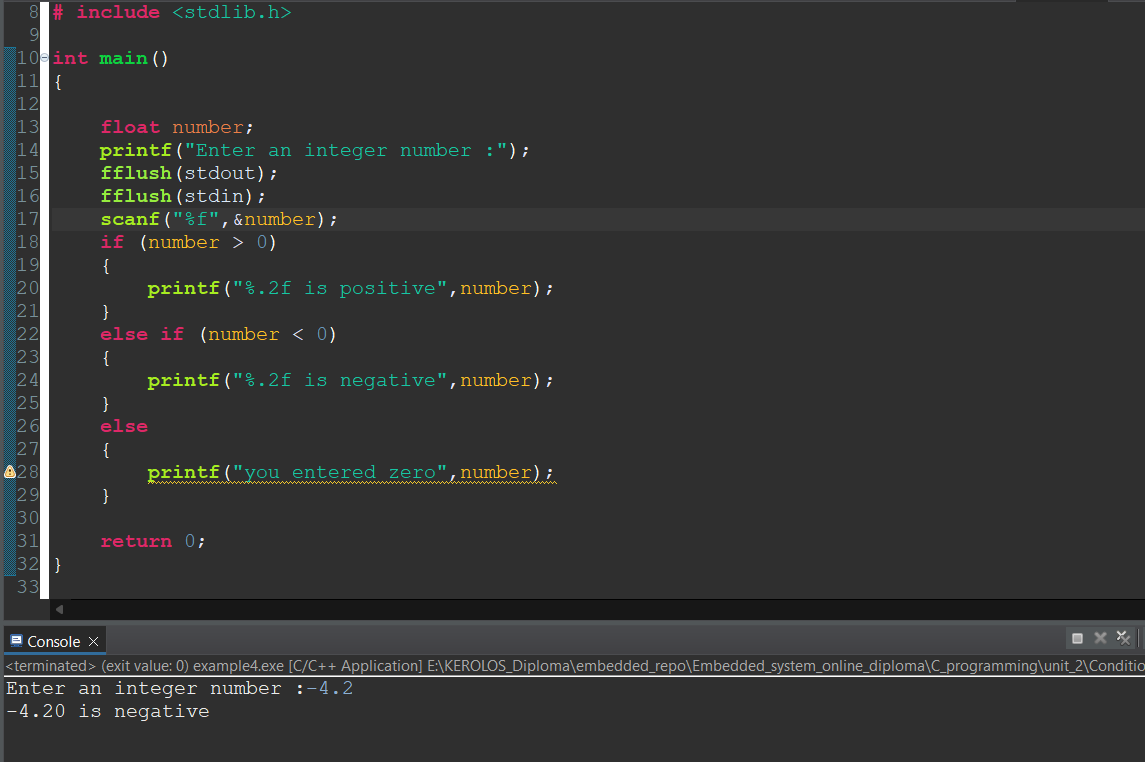 8 # include <stdlib.h>
9
10 int main()
11 {
12
13 float number;
14 printf("Enter an integer number :");
15 fflush(stdout);
16 fflush(stdin);
17 scanf("%f",&number);
18 if (number > 0)
19 {
20 printf("%.2f is positive",number);
21 }
22 else if (number < 0)
23 {
24 printf("%.2f is negative",number);
25 }
26 else
27 {
28 printf("you entered zero",number);
29 }
30
31 return 0;
32 }
33
Console
<terminated> (exit value: 0) example4.exe [C/C++ Application] E:\KEROLOS_Diploma\embedded_repo\Embedded_system_online_diploma\C_programming\unit_2\Conditio
Enter an integer number :-4.2
-4.20 is negative